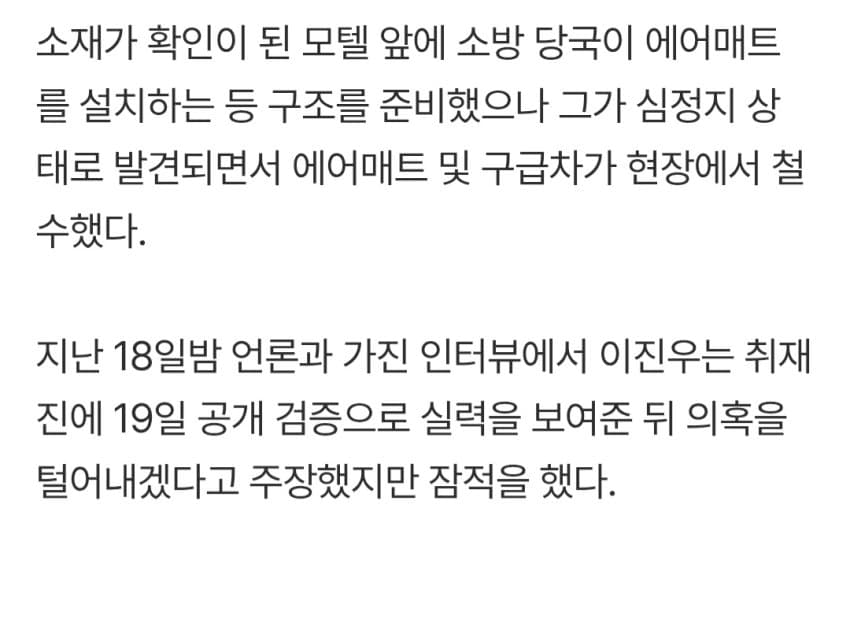 소재가 확인이 된 모텔 앞에 소방 당국이 에어매트
를 설치하는 등 구조를 준비했으나 그가 심정지 상
태로 발견되면서 에어매트 및 구급차가 현장에서 철
수했다.
지난 18일밤 언론과 가진 인터뷰에서 이진우는 취재
진에 19일 공개 검증으로 실력을 보여준 뒤 의혹을
털어내겠다고 주장했지만 잠적을 했다.